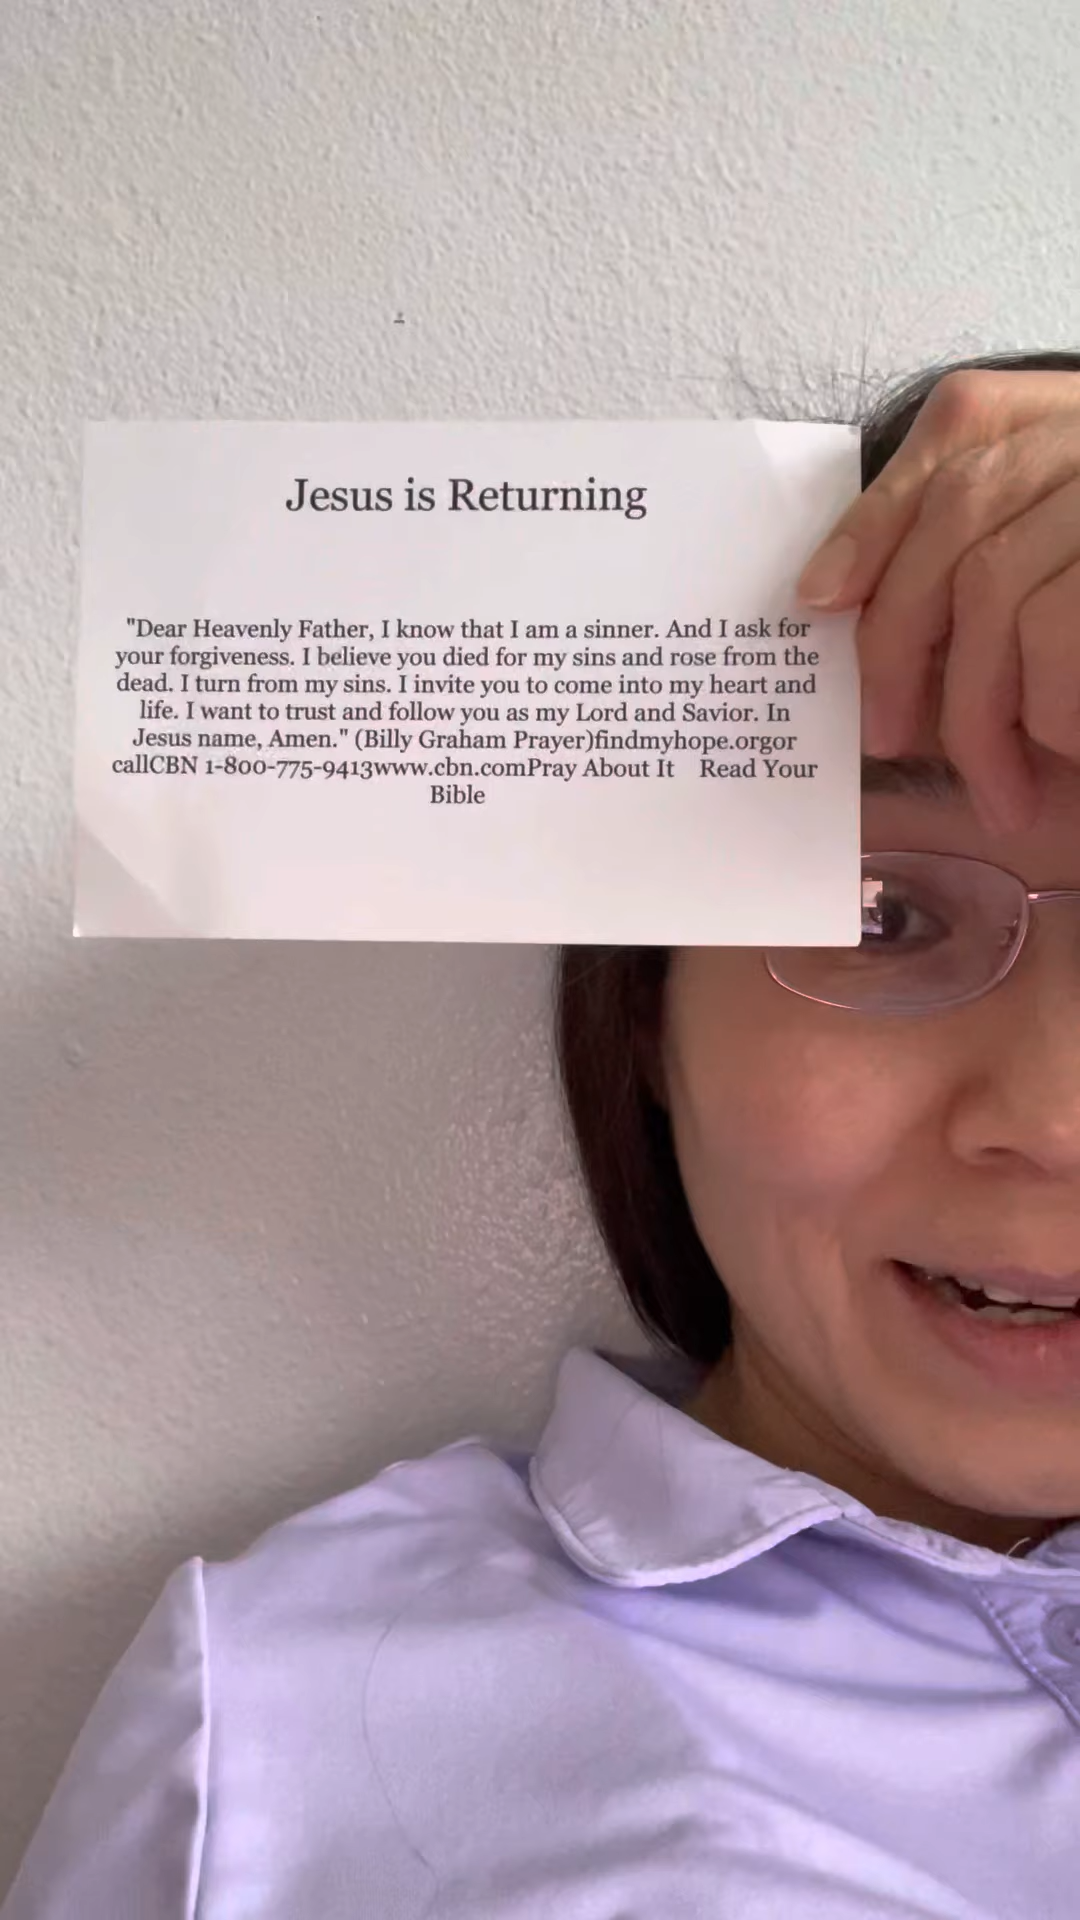 Jesus is Returning
"Dear Heavenly Father, I know that I am a sinner. And I ask for
your forgiveness. I believe you died for my sins and rose from the
dead. I turn from my sins. I invite you to come into my heart and
life. I want to trust and follow you as my Lord and Savior. In
Jesus name, Amen." (Billy Graham Prayer)findmyhope.orgor
callCBN 1-800-775-9413www.cbn.comPray About It    Read Your
Bible